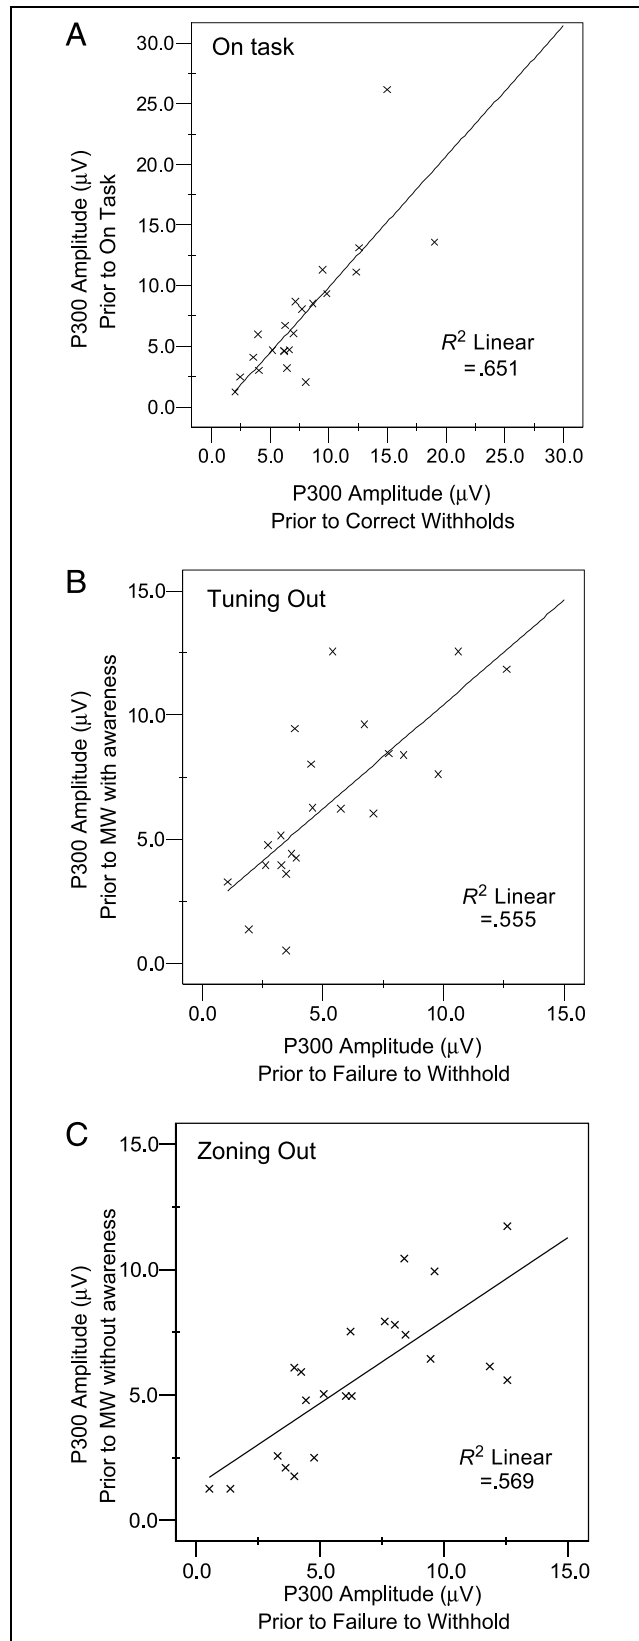 A
On task
30.0
25.0
20.0
15.0
10.0
5.0
0.0
P300 Amplitude (μV)
Prior to On Task
R² Linear
=.651
0.0 5.0 10.0 15.0 20.0 25.0 30.0
P300 Amplitude (μV)
Prior to Correct Withholds
B
Tuning Out
15.0
10.0
5.0
0.0
P300 Amplitude (μV)
Prior to MW with awareness
R² Linear
=.555
0.0 5.0 10.0 15.0
P300 Amplitude (μV)
Prior to Failure to Withhold
C
Zoning Out
15.0
10.0
5.0
0.0
P300 Amplitude (μV)
Prior to MW without awareness
R² Linear
=.569
0.0 5.0 10.0 15.0
P300 Amplitude (μV)
Prior to Failure to Withhold